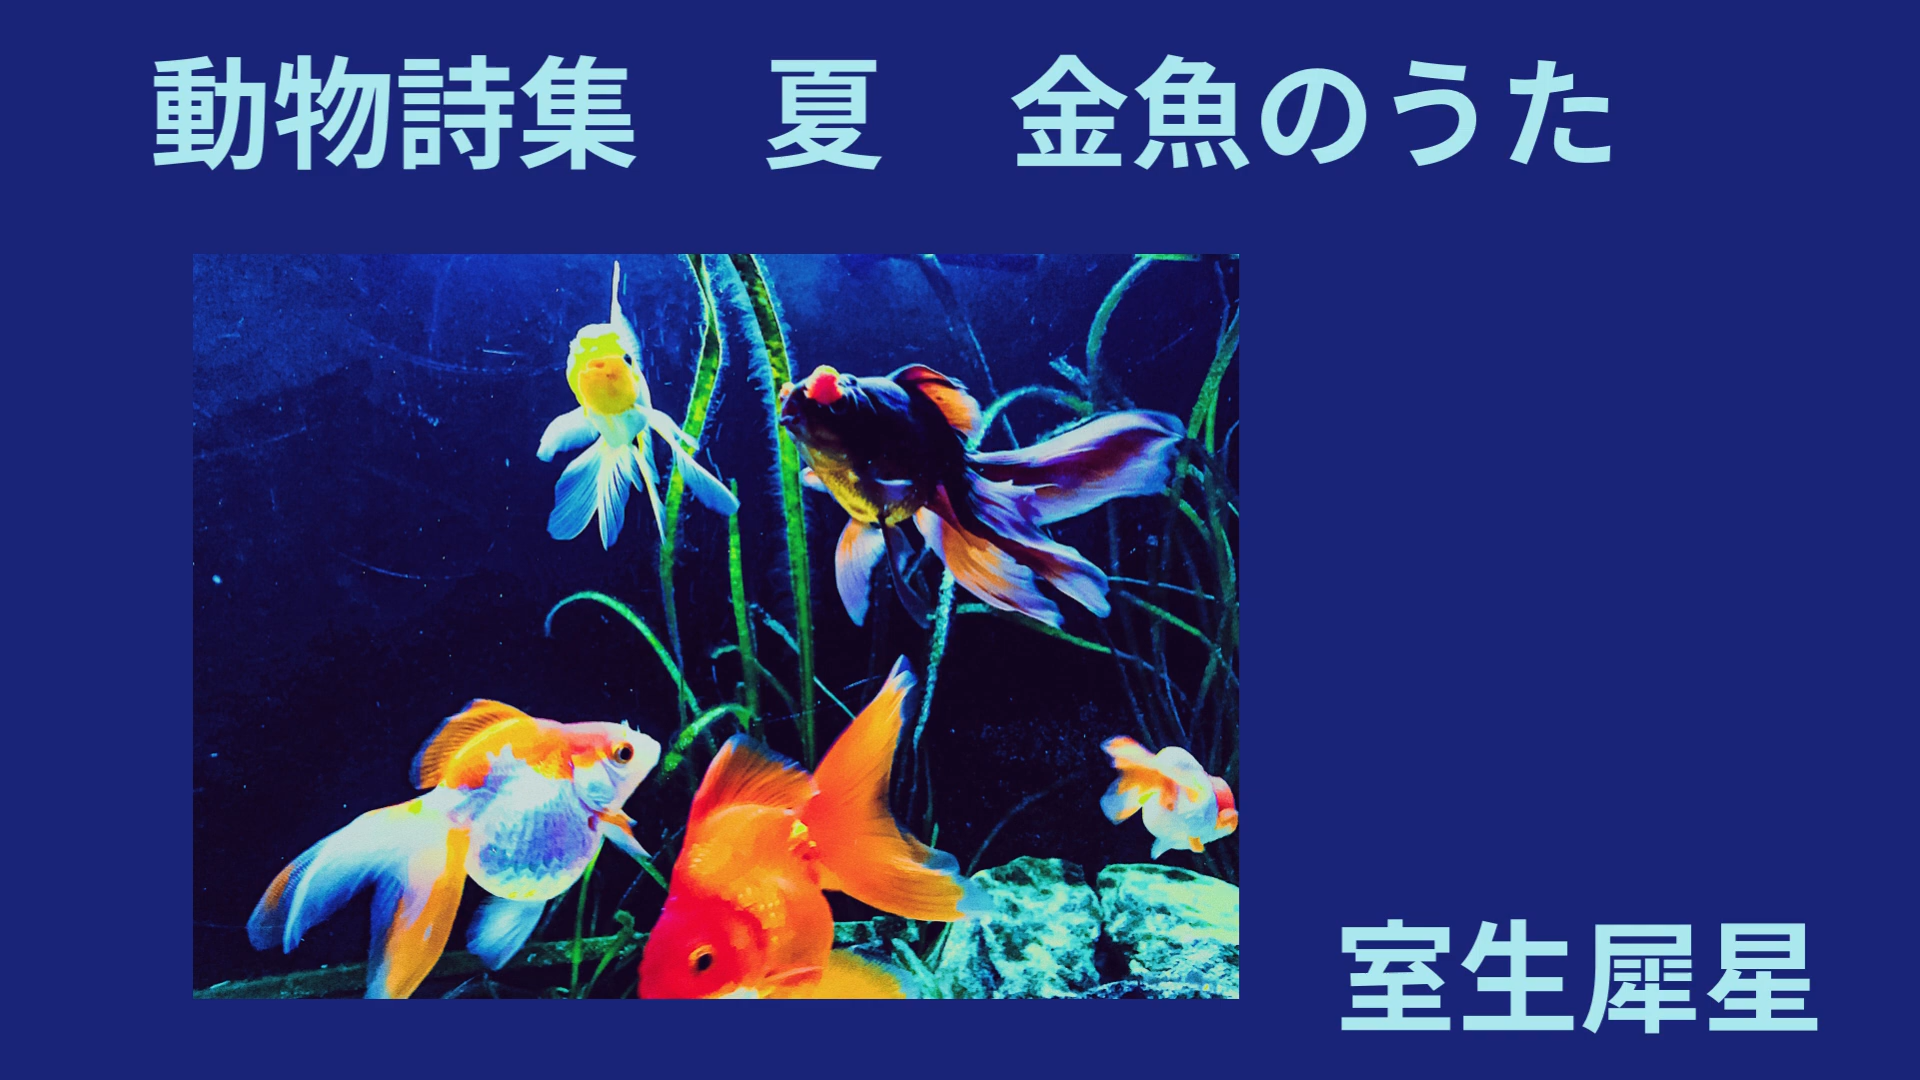 動物詩集　夏　金魚のうた
室生犀星